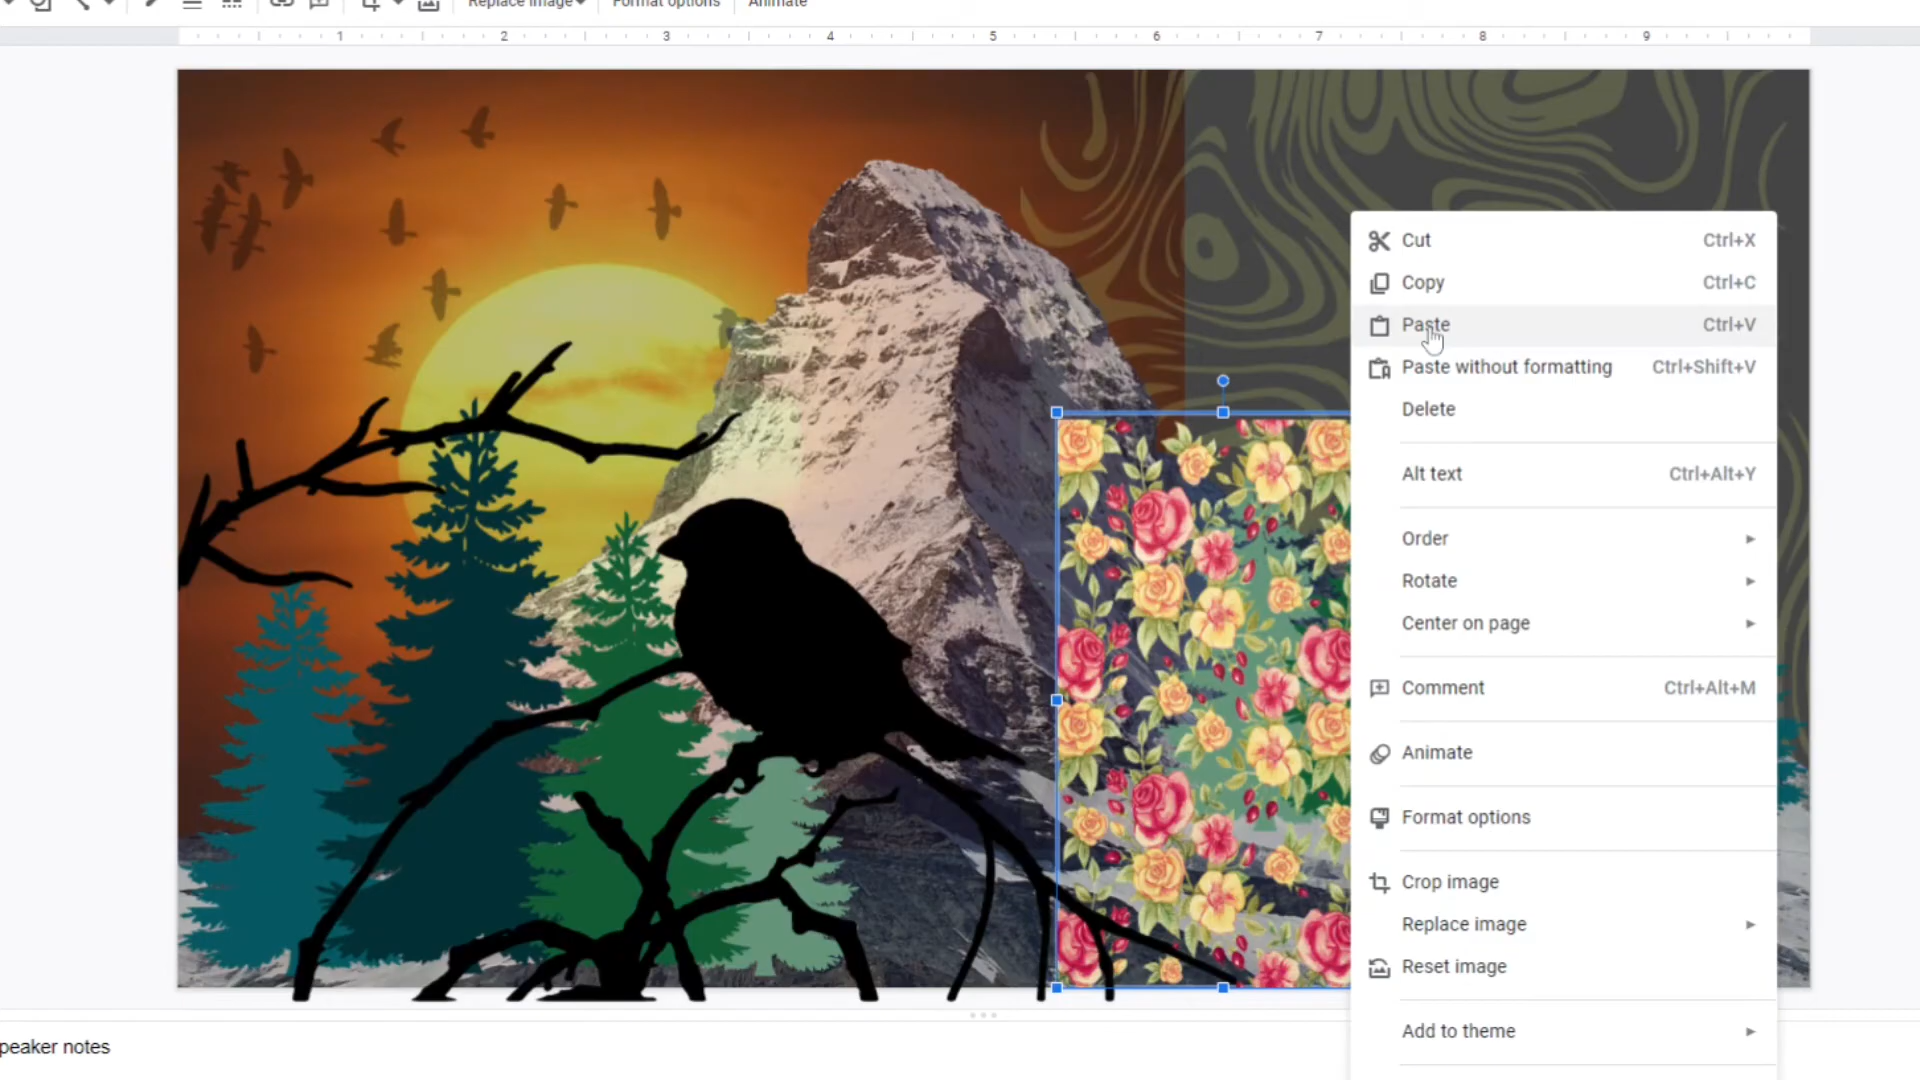 Replace image Format options Animate
1 2 3 4 5 6 7 8 9
Cut Ctrl+X
Copy Ctrl+C
Paste Ctrl+V
Paste without formatting Ctrl+Shift+V
Delete
Alt text Ctrl+Alt+Y
Order
Rotate
Center on page
Comment Ctrl+Alt+M
Animate
Format options
Crop image
Replace image
Reset image
Add to theme
peaker notes